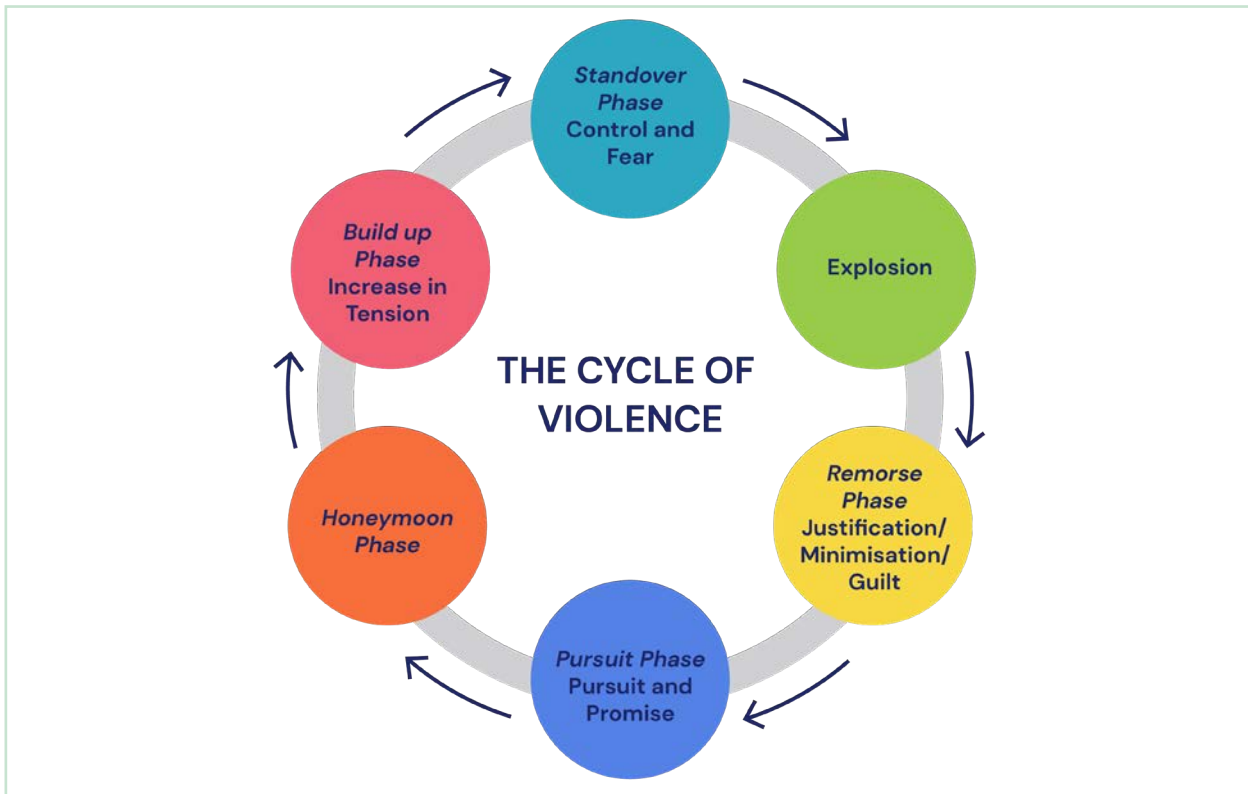 Standover
Phase
Control and
Fear
Explosion
Remorse
Phase
Justification/
Minimisation/
Guilt
Pursuit Phase
Pursuit and
Promise
Honeymoon
Phase
Build up
Phase
Increase in
Tension
THE CYCLE OF
VIOLENCE